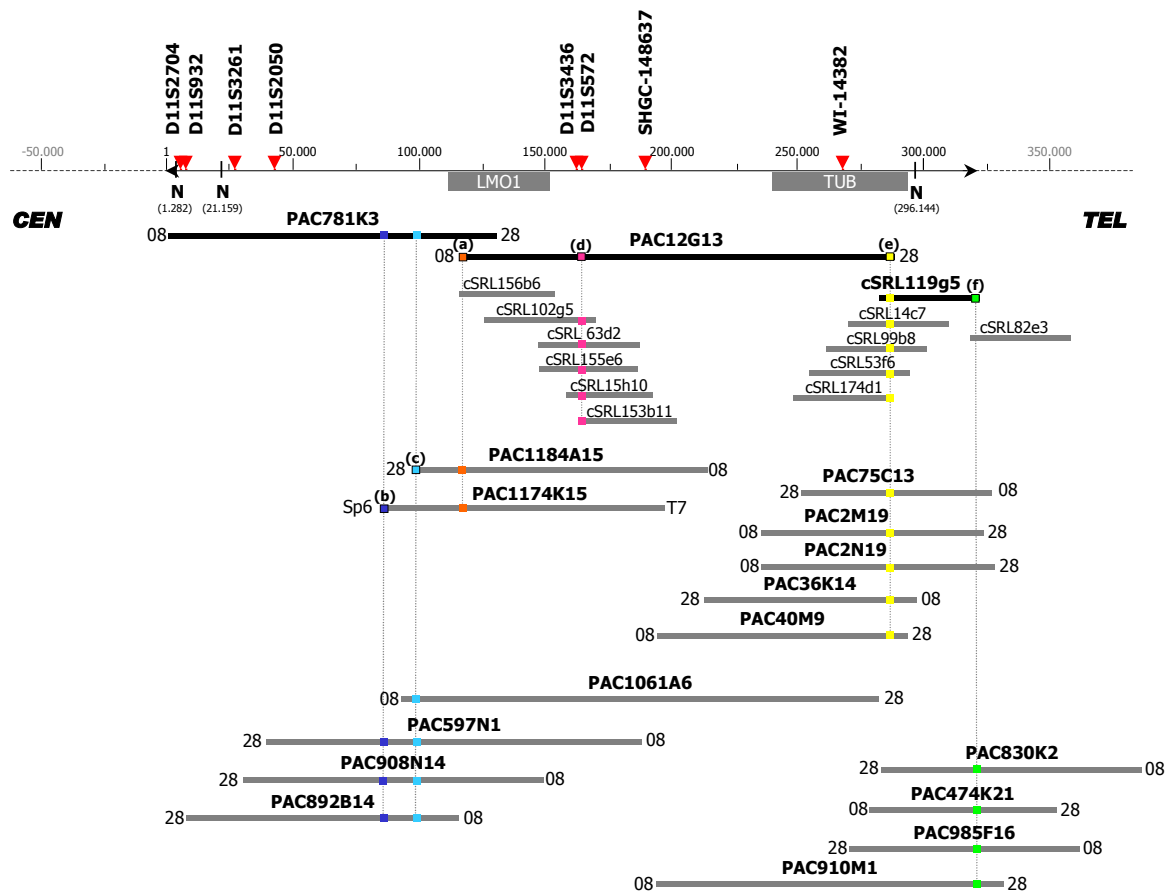 D11S2704
D11S932
D11S3261
D11S2050
D11S3436
D11S572
SHGC-148637
WI-14382
-50.000 1 50.000 100.000 150.000 200.000 250.000 300.000 350.000
LMO1 TUB
N N N
(1.282) (21.159) (296.144)
CEN TEL
PAC781K3
08 28
(a) (d) PAC12G13 (e)
08 28
cSRL119g5 (f)
cSRL156b6
cSRL102g5 cSRL14c7
cSRL82e3
cSRL 63d2 cSRL99b8
cSRL155e6 cSRL53f6
cSRL15h10 cSRL174d1
cSRL153b11
(c) PAC1184A15
28 08
PAC75C13
28 08
(b) PAC1174K15
Sp6 T7
PAC2M19
08 28
PAC2N19
08 28
PAC36K14
28 08
PAC40M9
08 28
PAC1061A6
08 28
PAC597N1
28 08
PAC830K2
28 08
PAC908N14
28 08
PAC474K21
08 28
PAC892B14
28 08
PAC985F16
28 08
PAC910M1
08 28